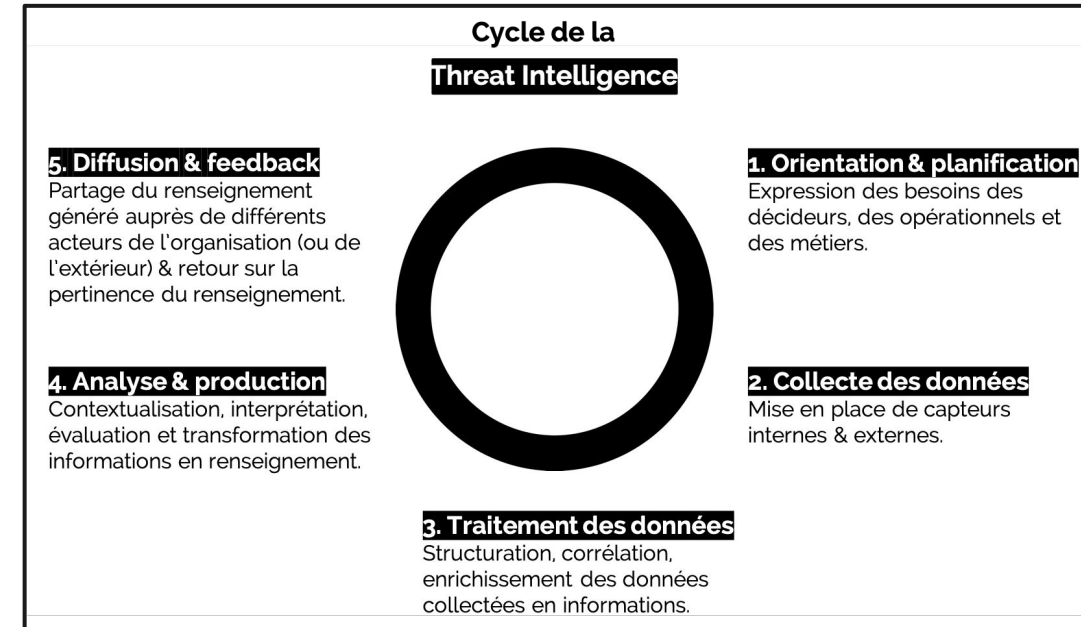 Cycle de la
Threat Intelligence
1. Orientation & planification
Expression des besoins des
décideurs, des opérationnels et
des métiers.
2. Collecte des données
Mise en place de capteurs
internes & externes.
3. Traitement des données
Structuration, corrélation,
enrichissement des données
collectées en informations.
4. Analyse & production
Contextualisation, interprétation,
évaluation et transformation des
informations en renseignement.
5. Diffusion & feedback
Partage du renseignement
généré auprès de différents
acteurs de l'organisation (ou de
l'extérieur) & retour sur la
pertinence du renseignement.